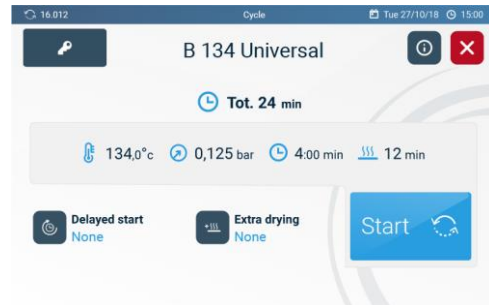 16.012 Cycle Tue 27/10/18 15:00
B 134 Universal
Tot. 24 min
134,0°c 0,125 bar 4:00 min 12 min
Delayed start
None
Extra drying
None
Start